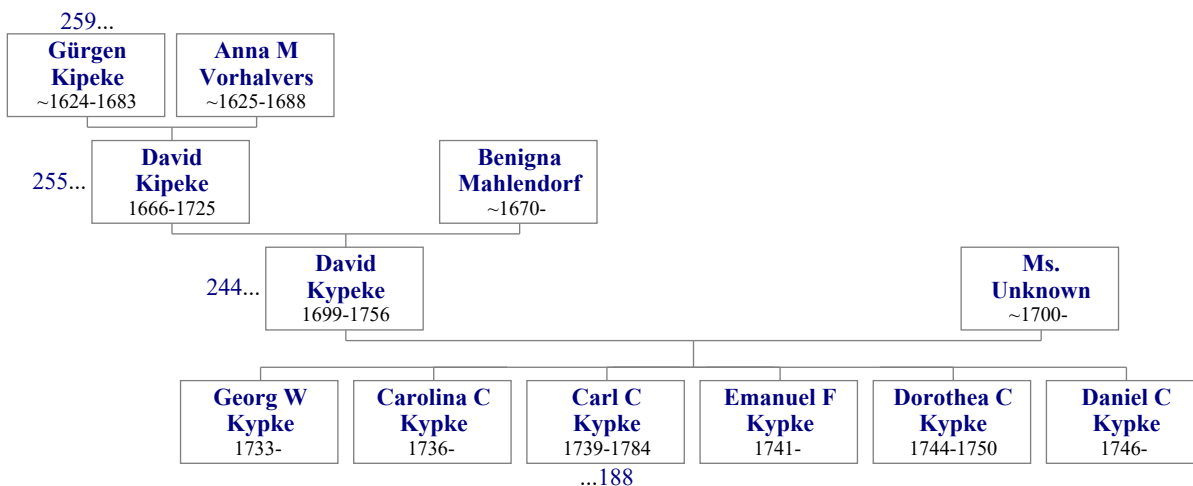 259...
Gürgen
Kipeke
~1624-1683
Anna M
Vorhalvers
~1625-1688
255...
David
Kipeke
1666-1725
Benigna
Mahlendorf
~1670-
244...
David
Kypeke
1699-1756
Ms.
Unknown
~1700-
Georg W
Kypke
1733-
Carolina C
Kypke
1736-
Carl C
Kypke
1739-1784
Emanuel F
Kypke
1741-
Dorothea C
Kypke
1744-1750
Daniel C
Kypke
1746-
...188